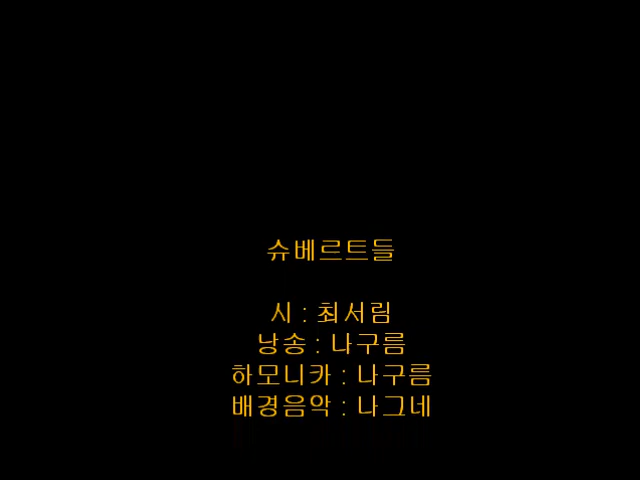 슈베르트들
시 : 최서림
낭송 : 나구름
하모니카 : 나구름
배경음악 : 나그네